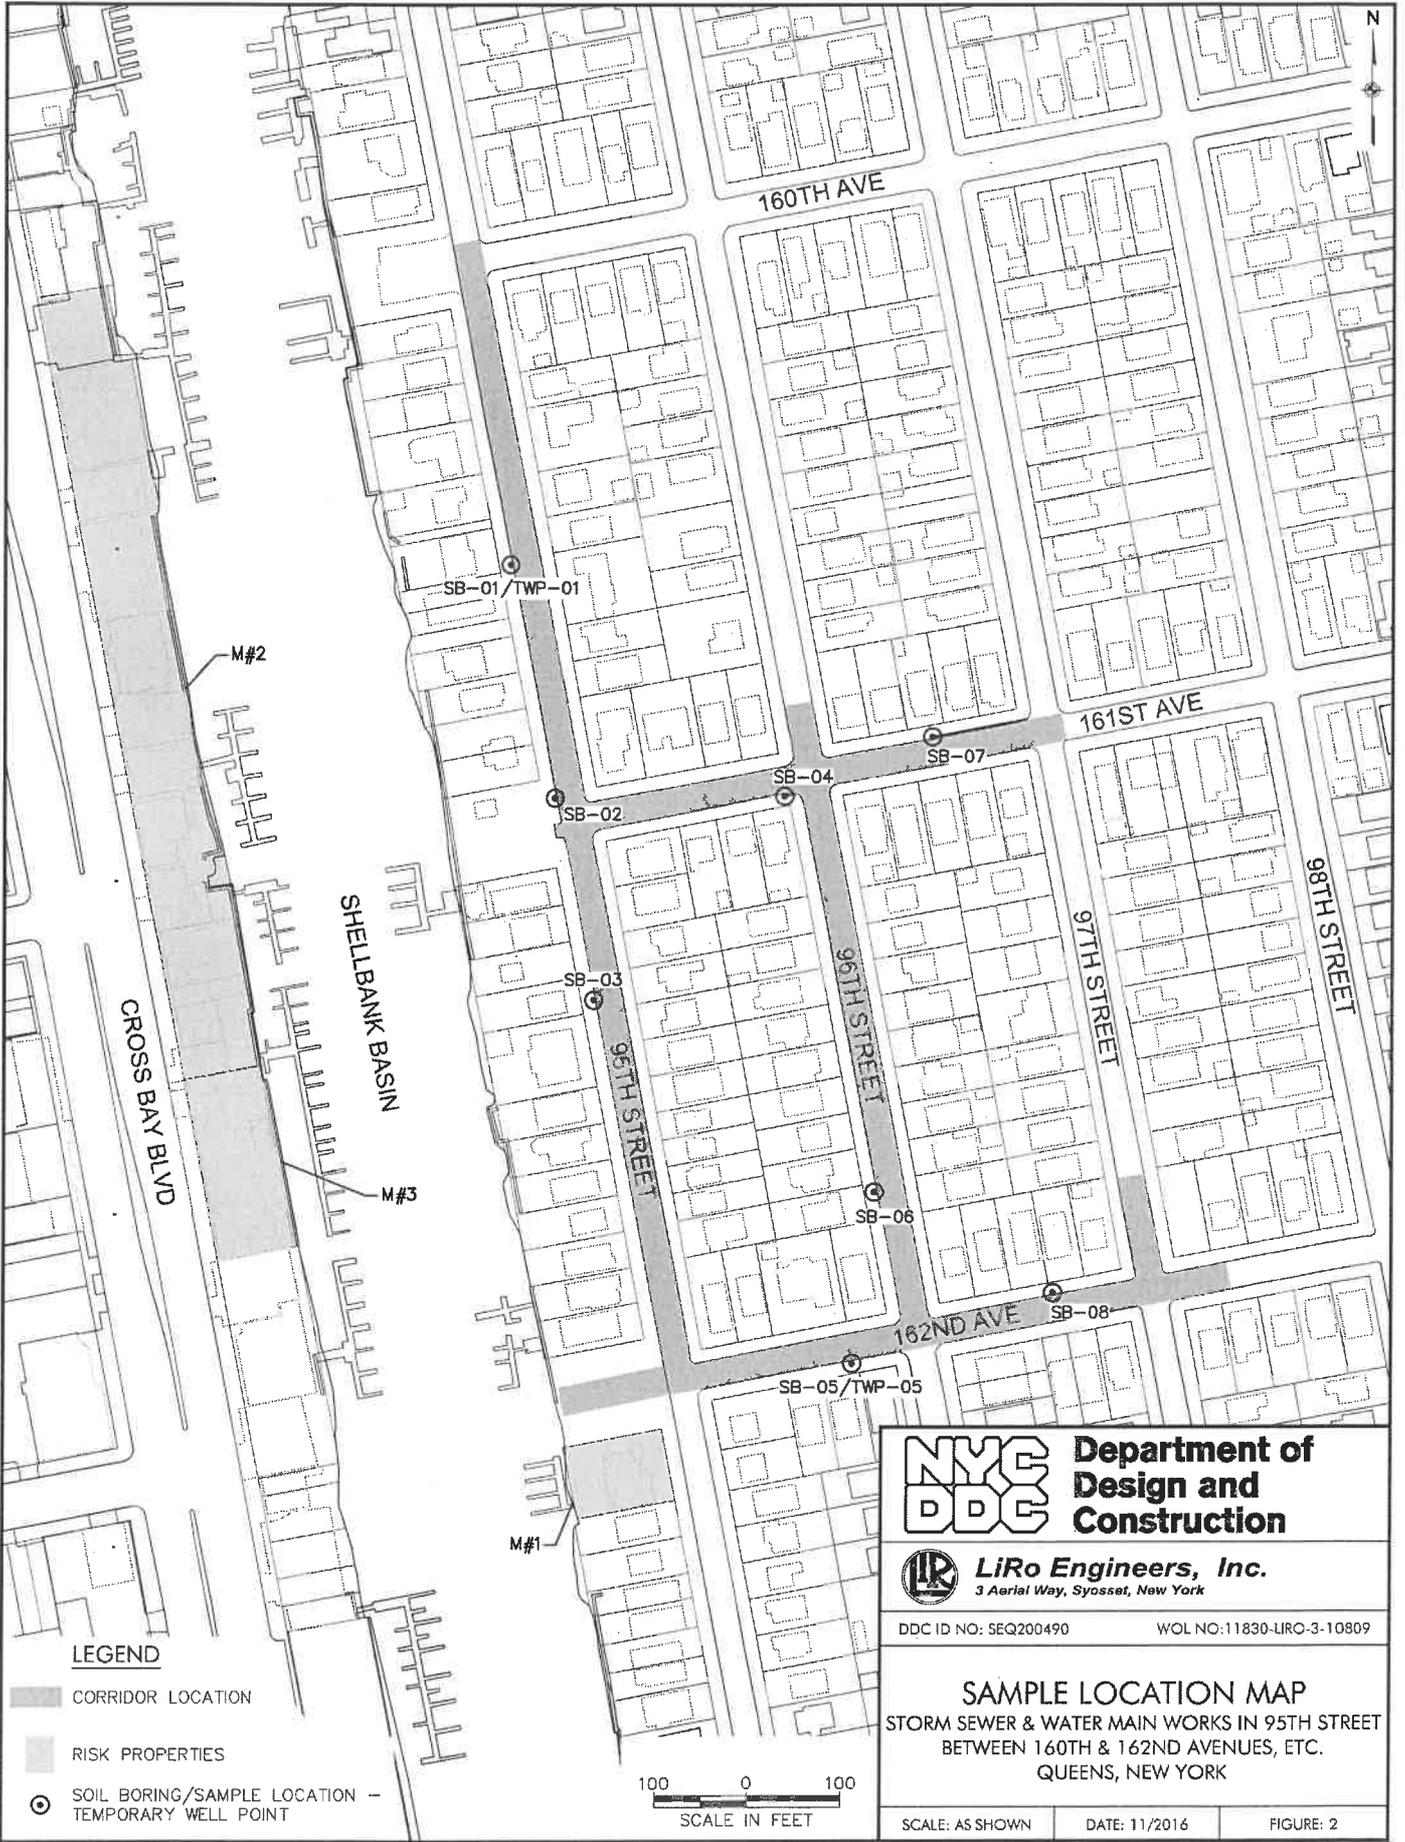 N
160TH AVE
SB-01/TWP-01
M#2
161ST AVE
SB-07
SB-04
SB-02
98TH STREET
97TH STREET
SHELLBANK BASIN
96TH STREET
SB-03
CROSS BAY BLVD
95TH STREET
M#3
SB-06
SB-08
162ND AVE
SB-05/TWP-05
M#1
NYC
DDC
Department of
Design and
Construction
LiRo
LiRo Engineers, Inc.
3 Aerial Way, Syosset, New York
DDC ID NO: SEQ200490 WOL NO:11830-LIRO-3-10809
SAMPLE LOCATION MAP
STORM SEWER & WATER MAIN WORKS IN 95TH STREET
BETWEEN 160TH & 162ND AVENUES, ETC.
QUEENS, NEW YORK
SCALE: AS SHOWN DATE: 11/2016 FIGURE: 2
LEGEND
CORRIDOR LOCATION
RISK PROPERTIES
SOIL BORING/SAMPLE LOCATION –
TEMPORARY WELL POINT
100 0 100
SCALE IN FEET